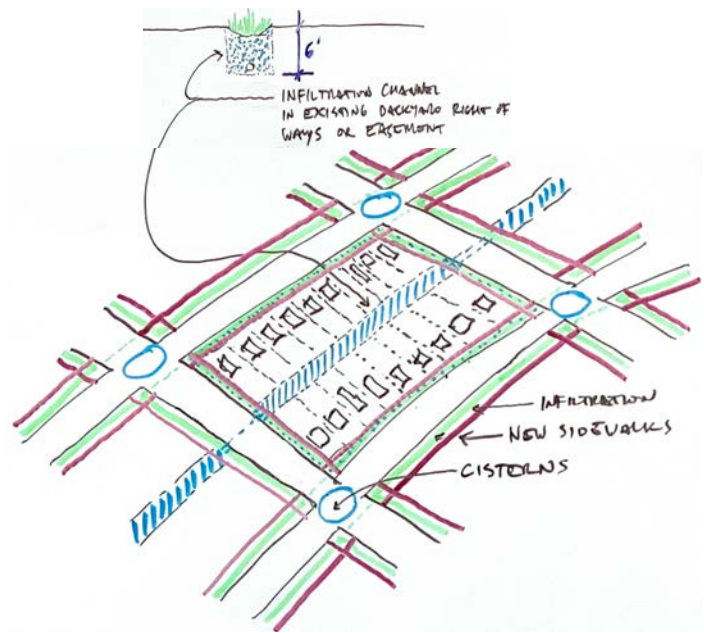 6'
INFILTRATION CHANNEL
IN EXISTING BACKYARD RIGHT OF
WAYS OR EASEMENT
INFILTRATION
NEW SIDEWALKS
CISTERNS